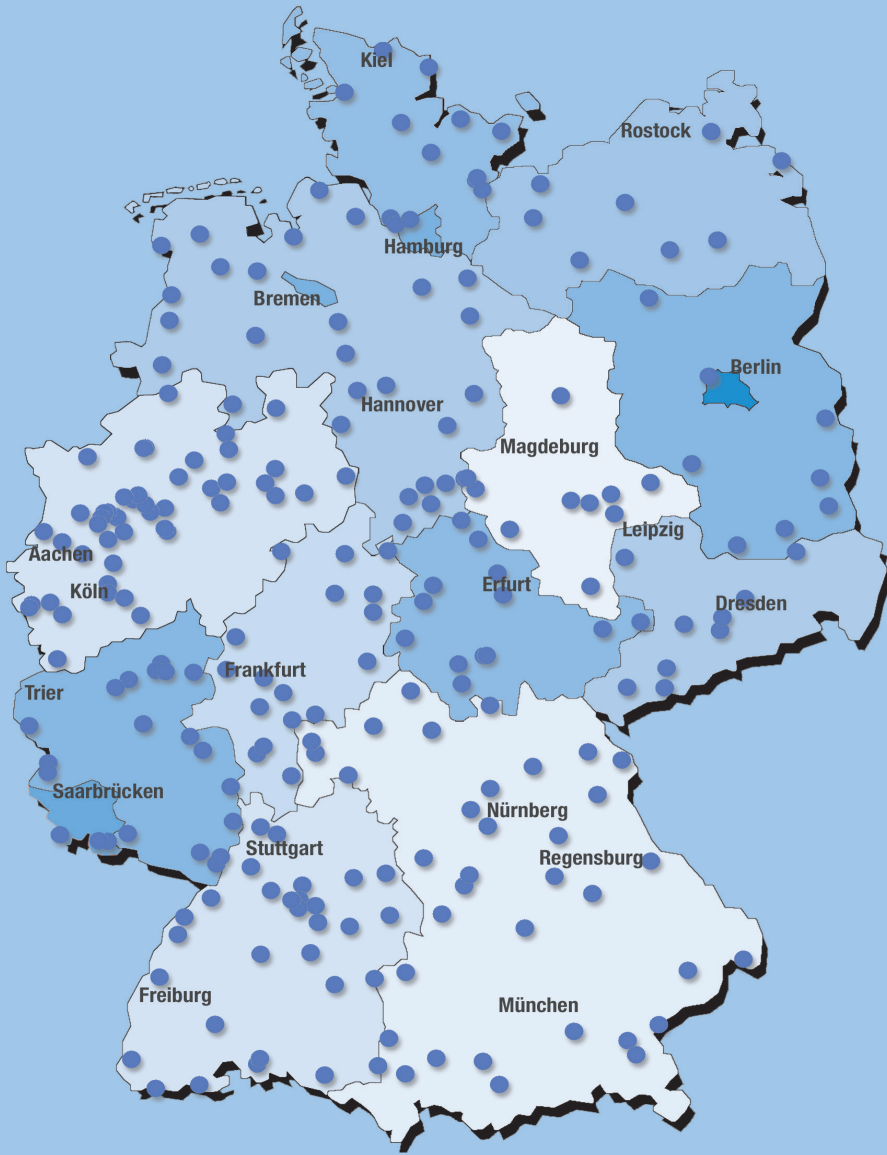 Kiel
Rostock
Hamburg
Bremen
Berlin
Hannover
Magdeburg
Leipzig
Aachen
Köln
Erfurt
Dresden
Frankfurt
Trier
Saarbrücken
Nürnberg
Stuttgart
Regensburg
Freiburg
München